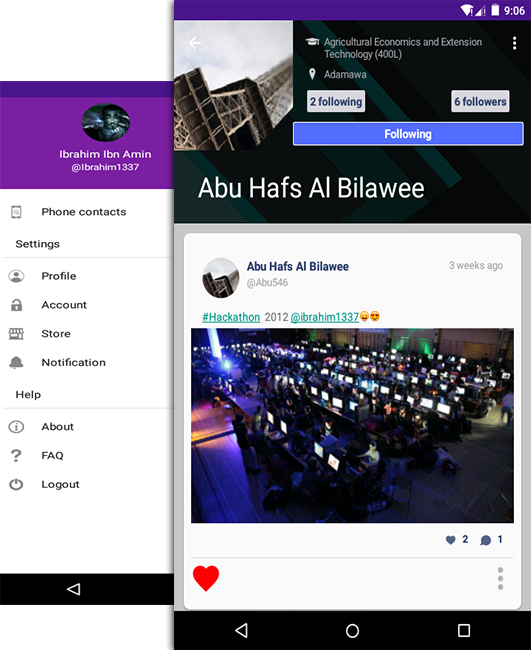 Ibrahim Ibn Amin
@Ibrahim1337
Phone contacts
Settings
Profile
Account
Store
Notification
Help
About
FAQ
Logout
9:06
Agricultural Economics and Extension
Technology (400L)
Adamawa
2 following
6 followers
Following
Abu Hafs Al Bilawee
Abu Hafs Al Bilawee
3 weeks ago
@Abu546
#Hackathon 2012 @ibrahim1337😛😍
2
1